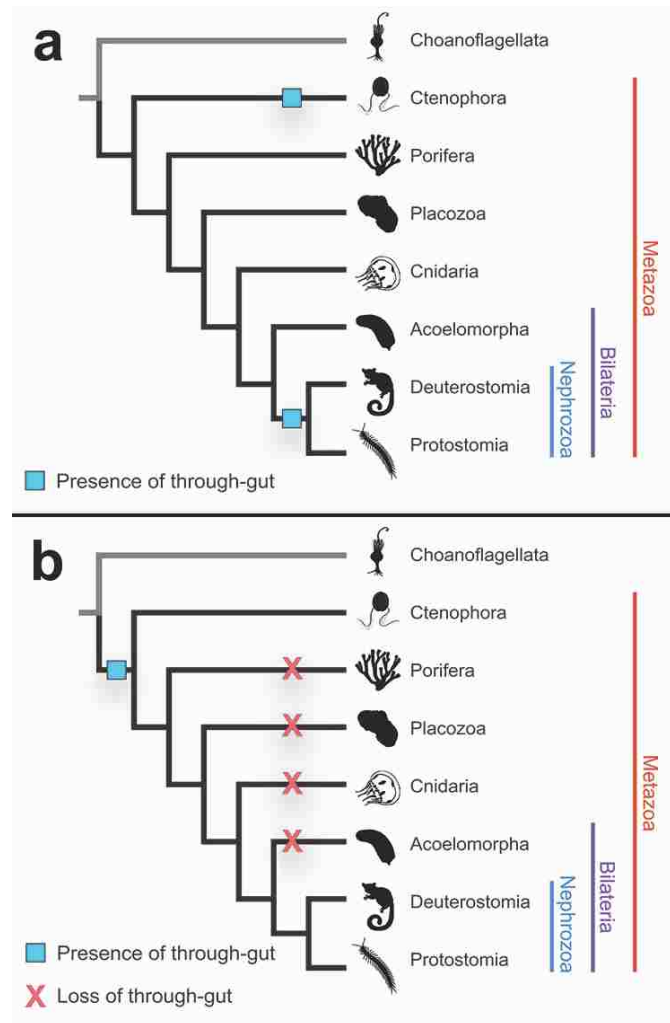 a
Choanoflagellata
Ctenophora
Porifera
Placozoa
Cnidaria
Acoelomorpha
Deuterostomia
Protostomia
Nephrozoa
Bilateria
Metazoa
Presence of through-gut
b
Choanoflagellata
Ctenophora
Porifera
Placozoa
Cnidaria
Acoelomorpha
Deuterostomia
Protostomia
Nephrozoa
Bilateria
Metazoa
Presence of through-gut
X Loss of through-gut